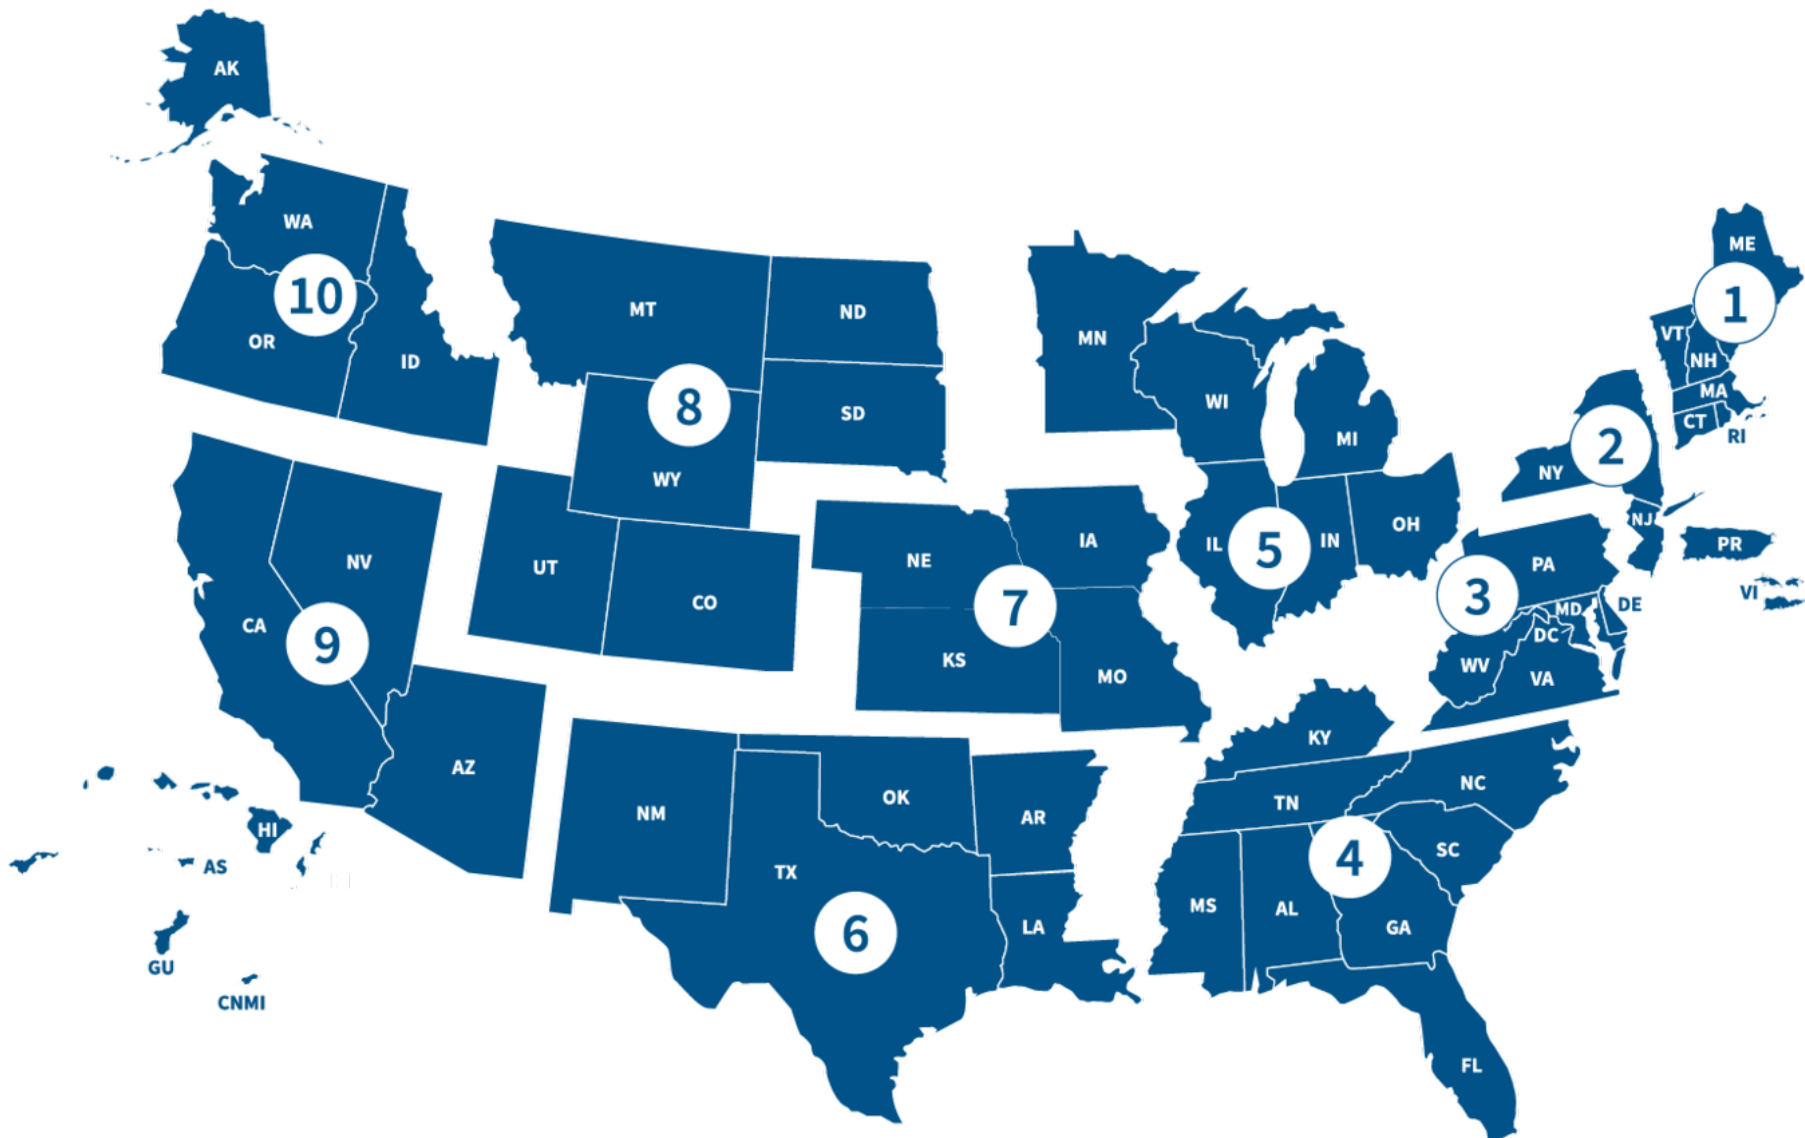 AK
WA
10
OR
ID
MT
ND
8
SD
WY
MN
WI
MI
ME
1
VT
NH
MA
CT
RI
2
NY
NJ
PR
VI
NV
CA
9
UT
CO
NE
IA
7
KS
MO
IL
5
IN
OH
3
PA
MD
DE
DC
WV
VA
AZ
HI
AS
GU
CNMI
NM
OK
TX
6
AR
LA
KY
TN
NC
4
SC
MS
AL
GA
FL